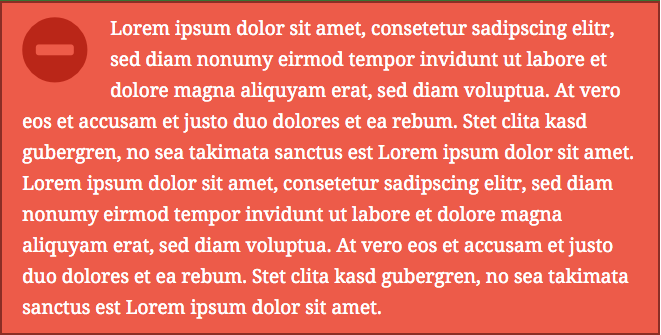 Lorem ipsum dolor sit amet, consetetur sadipscing elitr,
sed diam nonumy eirmod tempor invidunt ut labore et
dolore magna aliquyam erat, sed diam voluptua. At vero
eos et accusam et justo duo dolores et ea rebum. Stet clita kasd
gubergren, no sea takimata sanctus est Lorem ipsum dolor sit amet.
Lorem ipsum dolor sit amet, consetetur sadipscing elitr, sed diam
nonumy eirmod tempor invidunt ut labore et dolore magna
aliquyam erat, sed diam voluptua. At vero eos et accusam et justo
duo dolores et ea rebum. Stet clita kasd gubergren, no sea takimata
sanctus est Lorem ipsum dolor sit amet.